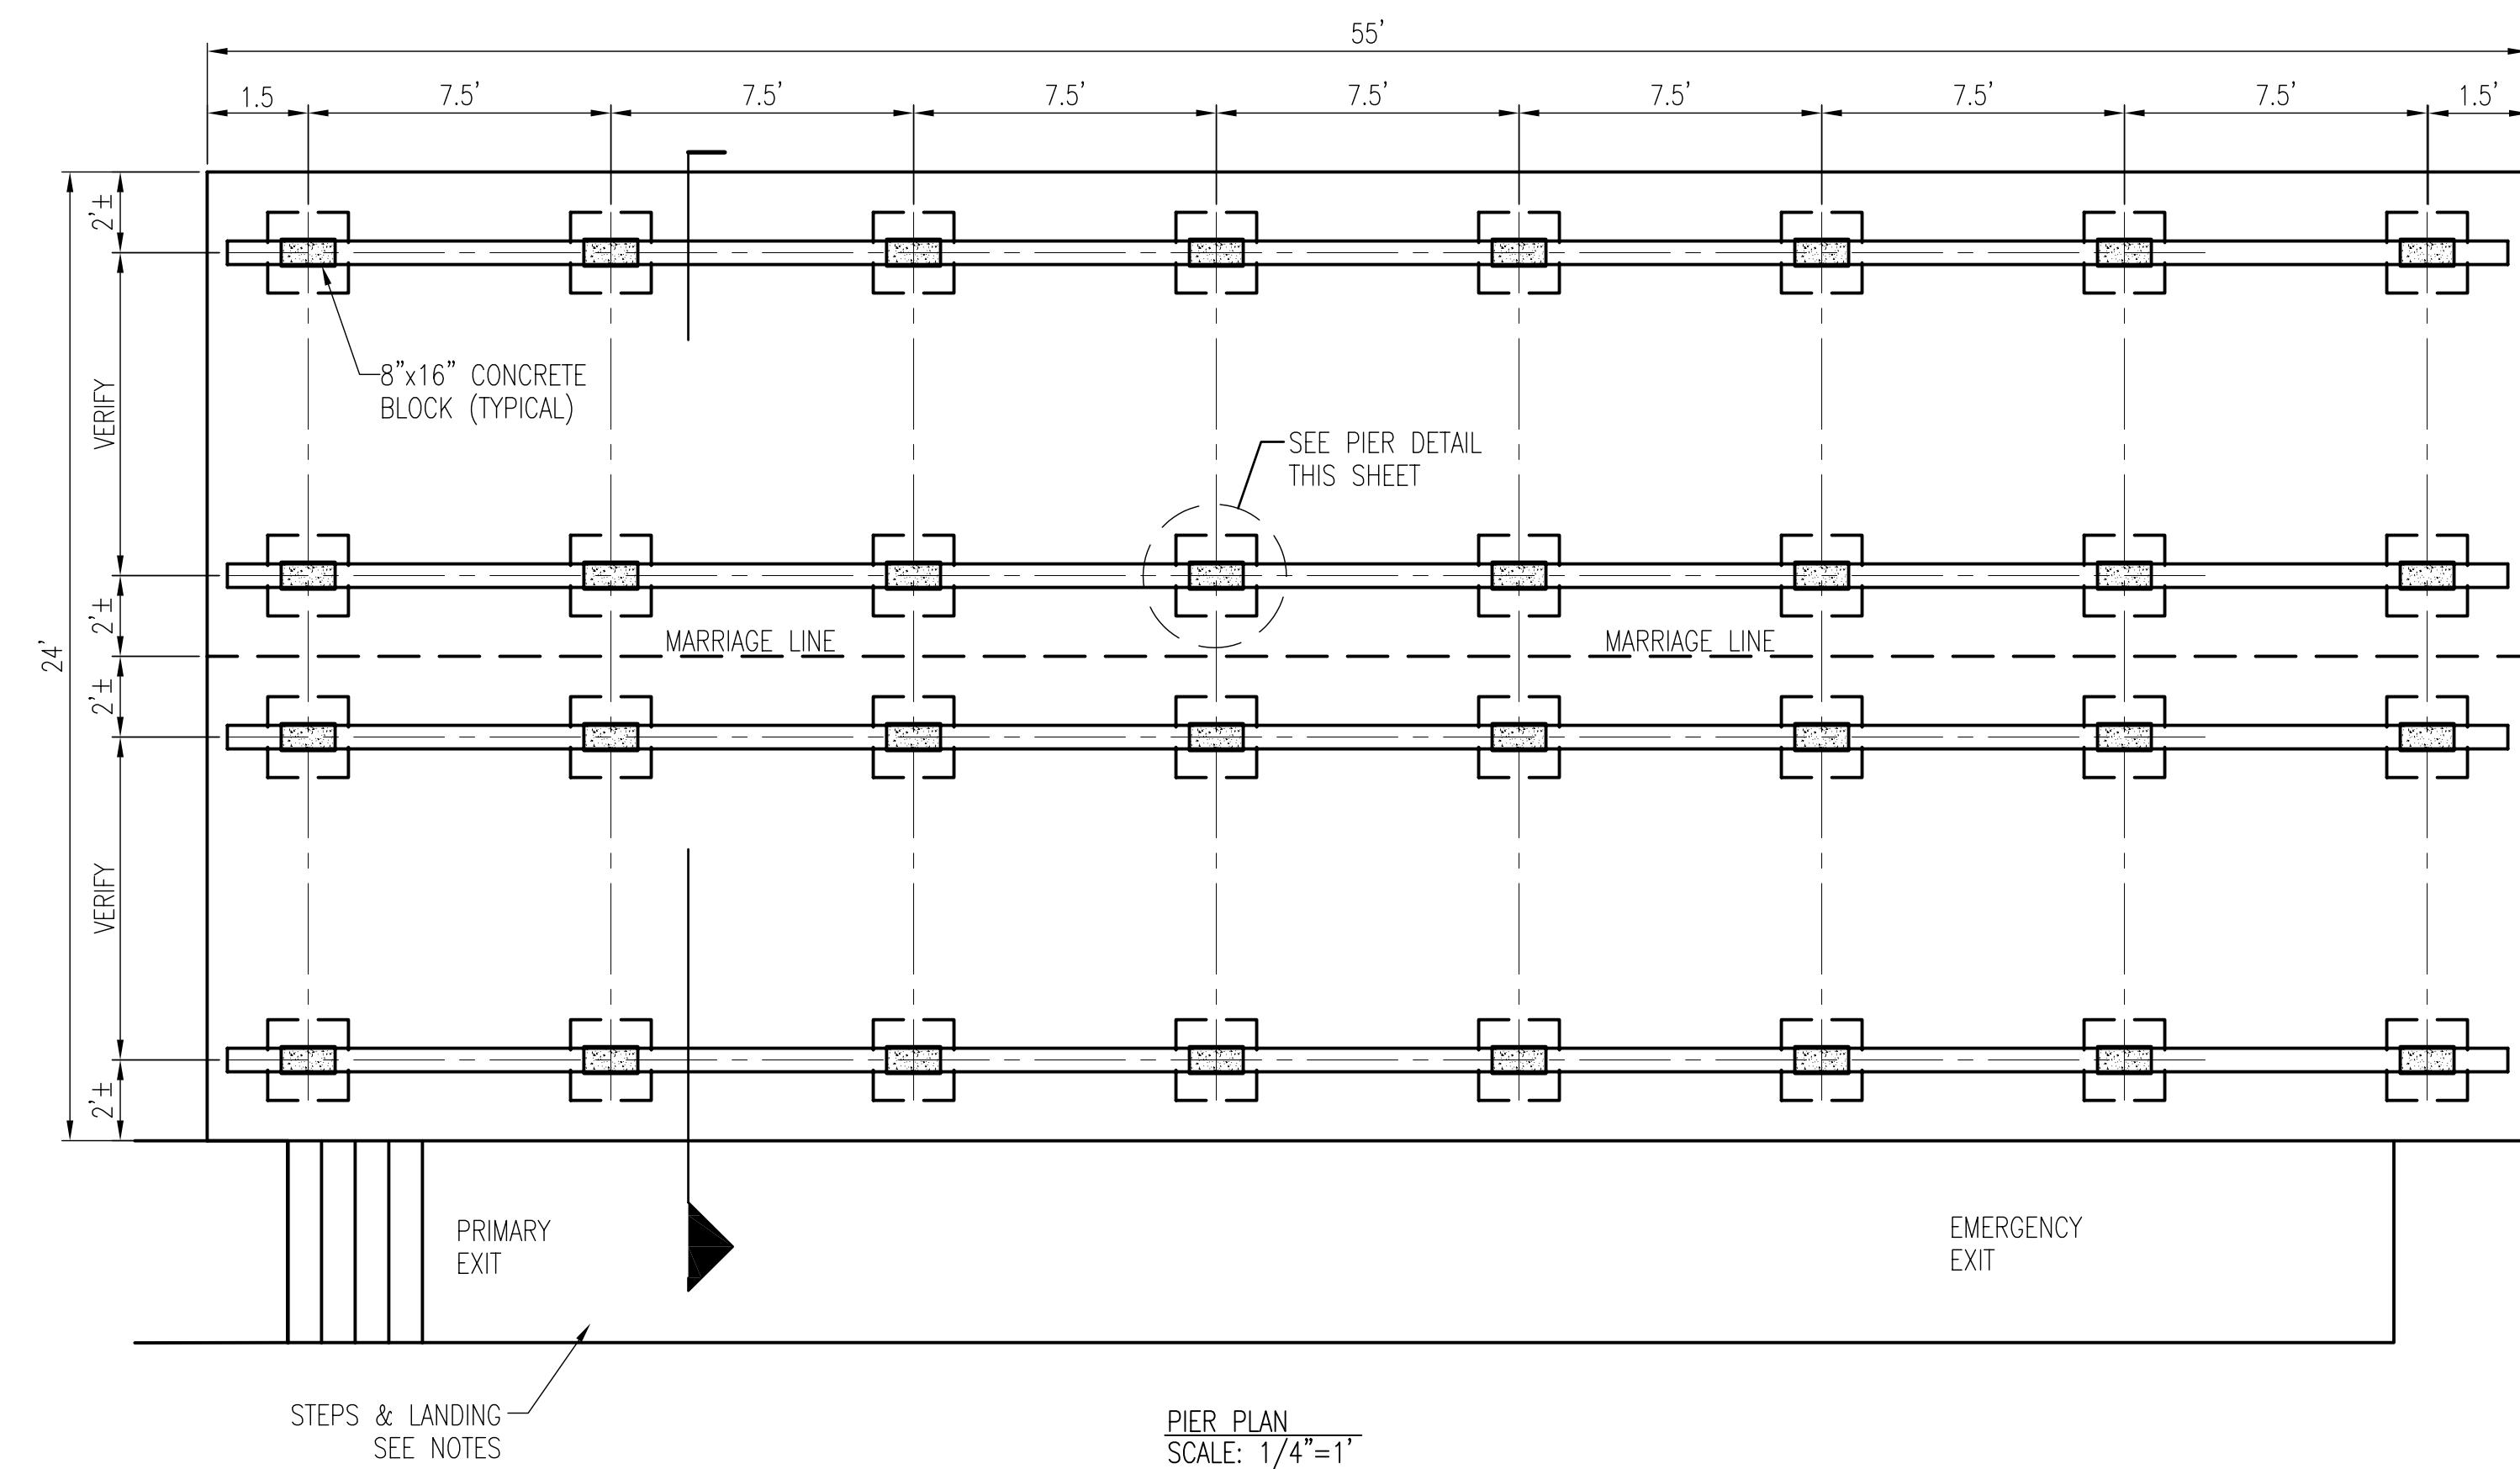 55'
1.5
7.5'
7.5'
7.5'
7.5'
7.5'
7.5'
7.5'
1.5'
2'±
8"x16" CONCRETE
BLOCK (TYPICAL)
VERIFY
SEE PIER DETAIL
THIS SHEET
2'±
24'
MARRIAGE LINE
MARRIAGE LINE
2'±
VERIFY
2'±
PRIMARY
EXIT
EMERGENCY
EXIT
STEPS & LANDING
SEE NOTES
PIER PLAN
SCALE: 1/4"=1'